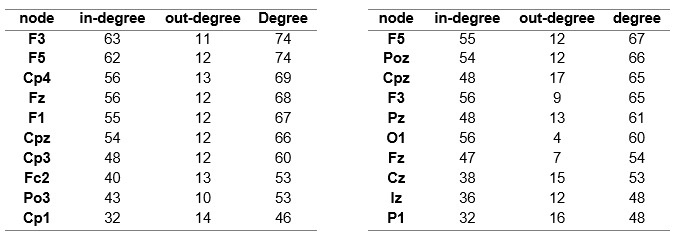 node in-degree out-degree Degree
F3 63 11 74
F5 62 12 74
Cp4 56 13 69
Fz 56 12 68
F1 55 12 67
Cpz 54 12 66
Cp3 48 12 60
Fc2 40 13 53
Po3 43 10 53
Cp1 32 14 46
node in-degree out-degree degree
F5 55 12 67
Poz 54 12 66
Cpz 48 17 65
F3 56 9 65
Pz 48 13 61
O1 56 4 60
Fz 47 7 54
Cz 38 15 53
Iz 36 12 48
P1 32 16 48